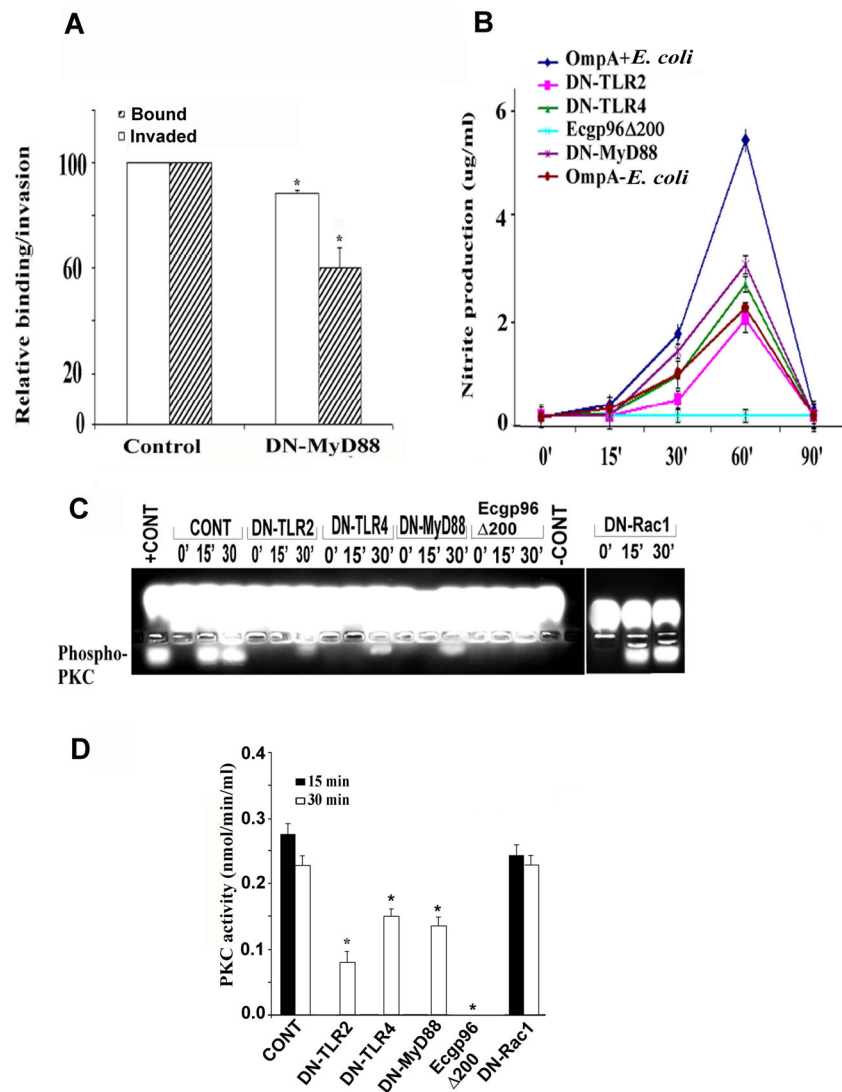 A
Bound
Invaded
Relative binding/invasion
100
60
20
0
*
*
Control
DN-MyD88
B
OmpA+E. coli
DN-TLR2
DN-TLR4
Ecgp96Δ200
DN-MyD88
OmpA-E. coli
Nitrite production (ug/ml)
6
4
2
0
0' 15' 30' 60' 90'
C
+CONT
CONT
DN-TLR2
DN-TLR4
DN-MyD88
Ecgp96
Δ200
-CONT
DN-Rac1
0' 15' 30 0' 15' 30' 0' 15' 30' 0' 15' 30' 0' 15' 30' 0' 15' 30'
Phospho-
PKC
D
15 min
30 min
PKC activity (nmol/min/ml)
0.4
0.3
0.2
0.1
0.0
*
*
*
*
CONT
DN-TLR2
DN-TLR4
DN-MyD88
Ecgp96
Δ200
DN-Rac1